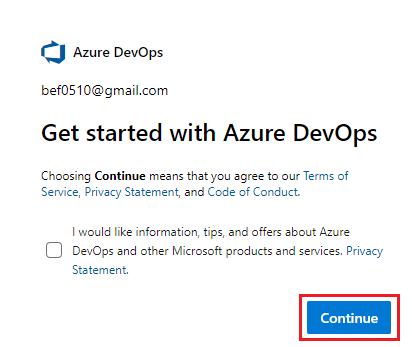 Azure DevOps
bef0510@gmail.com
Get started with Azure DevOps
Choosing Continue means that you agree to our Terms of
Service, Privacy Statement, and Code of Conduct.
I would like information, tips, and offers about Azure
DevOps and other Microsoft products and services. Privacy
Statement.
Continue